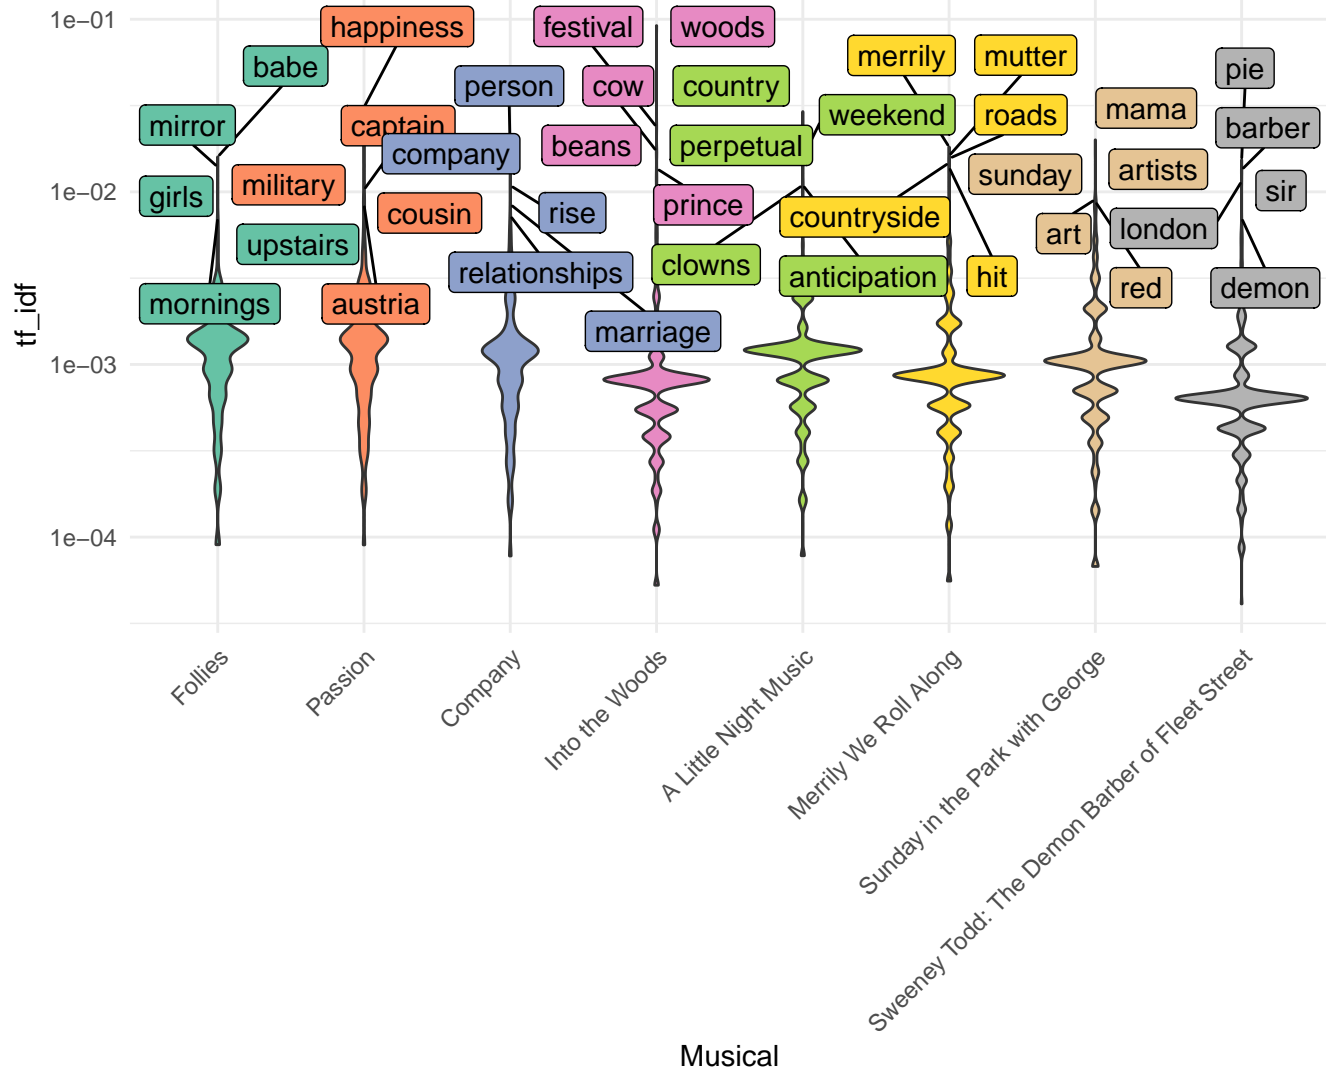 1e−01
1e−02
1e−03
1e−04
tf_idf
happiness
festival
woods
babe
merrily
mutter
pie
person
cow
country
mama
mirror
captain
weekend
roads
barber
company
beans
perpetual
sunday
artists
girls
military
sir
cousin
rise
prince
countryside
art
london
upstairs
relationships
clowns
anticipation
hit
red
demon
mornings
austria
marriage
Follies
Passion
Company
Into the Woods
A Little Night Music
Merrily We Roll Along
Sunday in the Park with George
Sweeney Todd: The Demon Barber of Fleet Street
Musical